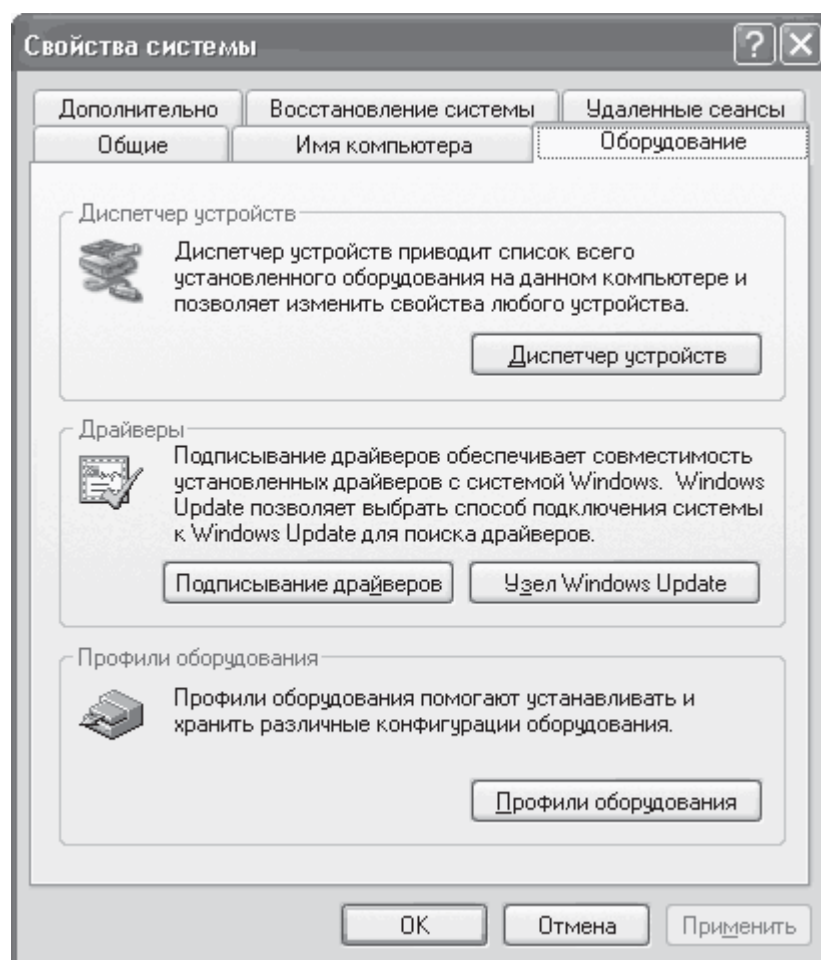 Свойства системы
Дополнительно
Восстановление системы
Удаленные сеансы
Общие
Имя компьютера
Оборудование
Диспетчер устройств
Диспетчер устройств приводит список всего
установленного оборудования на данном компьютере и
позволяет изменить свойства любого устройства.
Диспетчер устройств
Драйверы
Подписывание драйверов обеспечивает совместимость
установленных драйверов с системой Windows. Windows
Update позволяет выбрать способ подключения системы
к Windows Update для поиска драйверов.
Подписывание драйверов
Узел Windows Update
Профили оборудования
Профили оборудования помогают устанавливать и
хранить различные конфигурации оборудования.
Профили оборудования
OK
Отмена
Применить